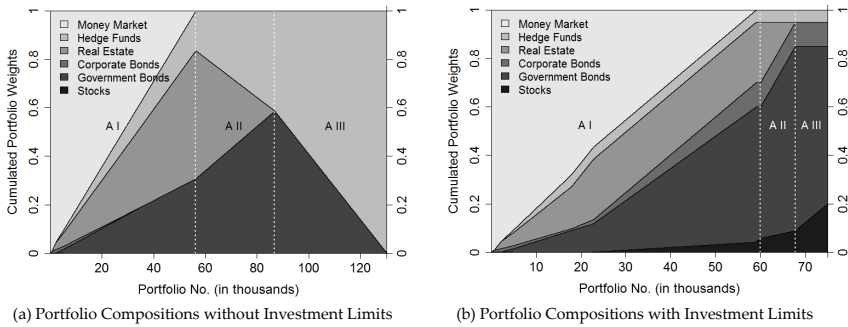 Cumulated Portfolio Weights
1
0.8
0.6
0.4
0.2
0
Money Market
Hedge Funds
Real Estate
Corporate Bonds
Government Bonds
Stocks
A I
A II
A III
1
0.8
0.6
0.4
0.2
0
20 40 60 80 100 120
Portfolio No. (in thousands)
(a) Portfolio Compositions without Investment Limits
Cumulated Portfolio Weights
1
0.8
0.6
0.4
0.2
0
Money Market
Hedge Funds
Real Estate
Corporate Bonds
Government Bonds
Stocks
A I
A II
A III
1
0.8
0.6
0.4
0.2
0
10 20 30 40 50 60 70
Portfolio No. (in thousands)
(b) Portfolio Compositions with Investment Limits